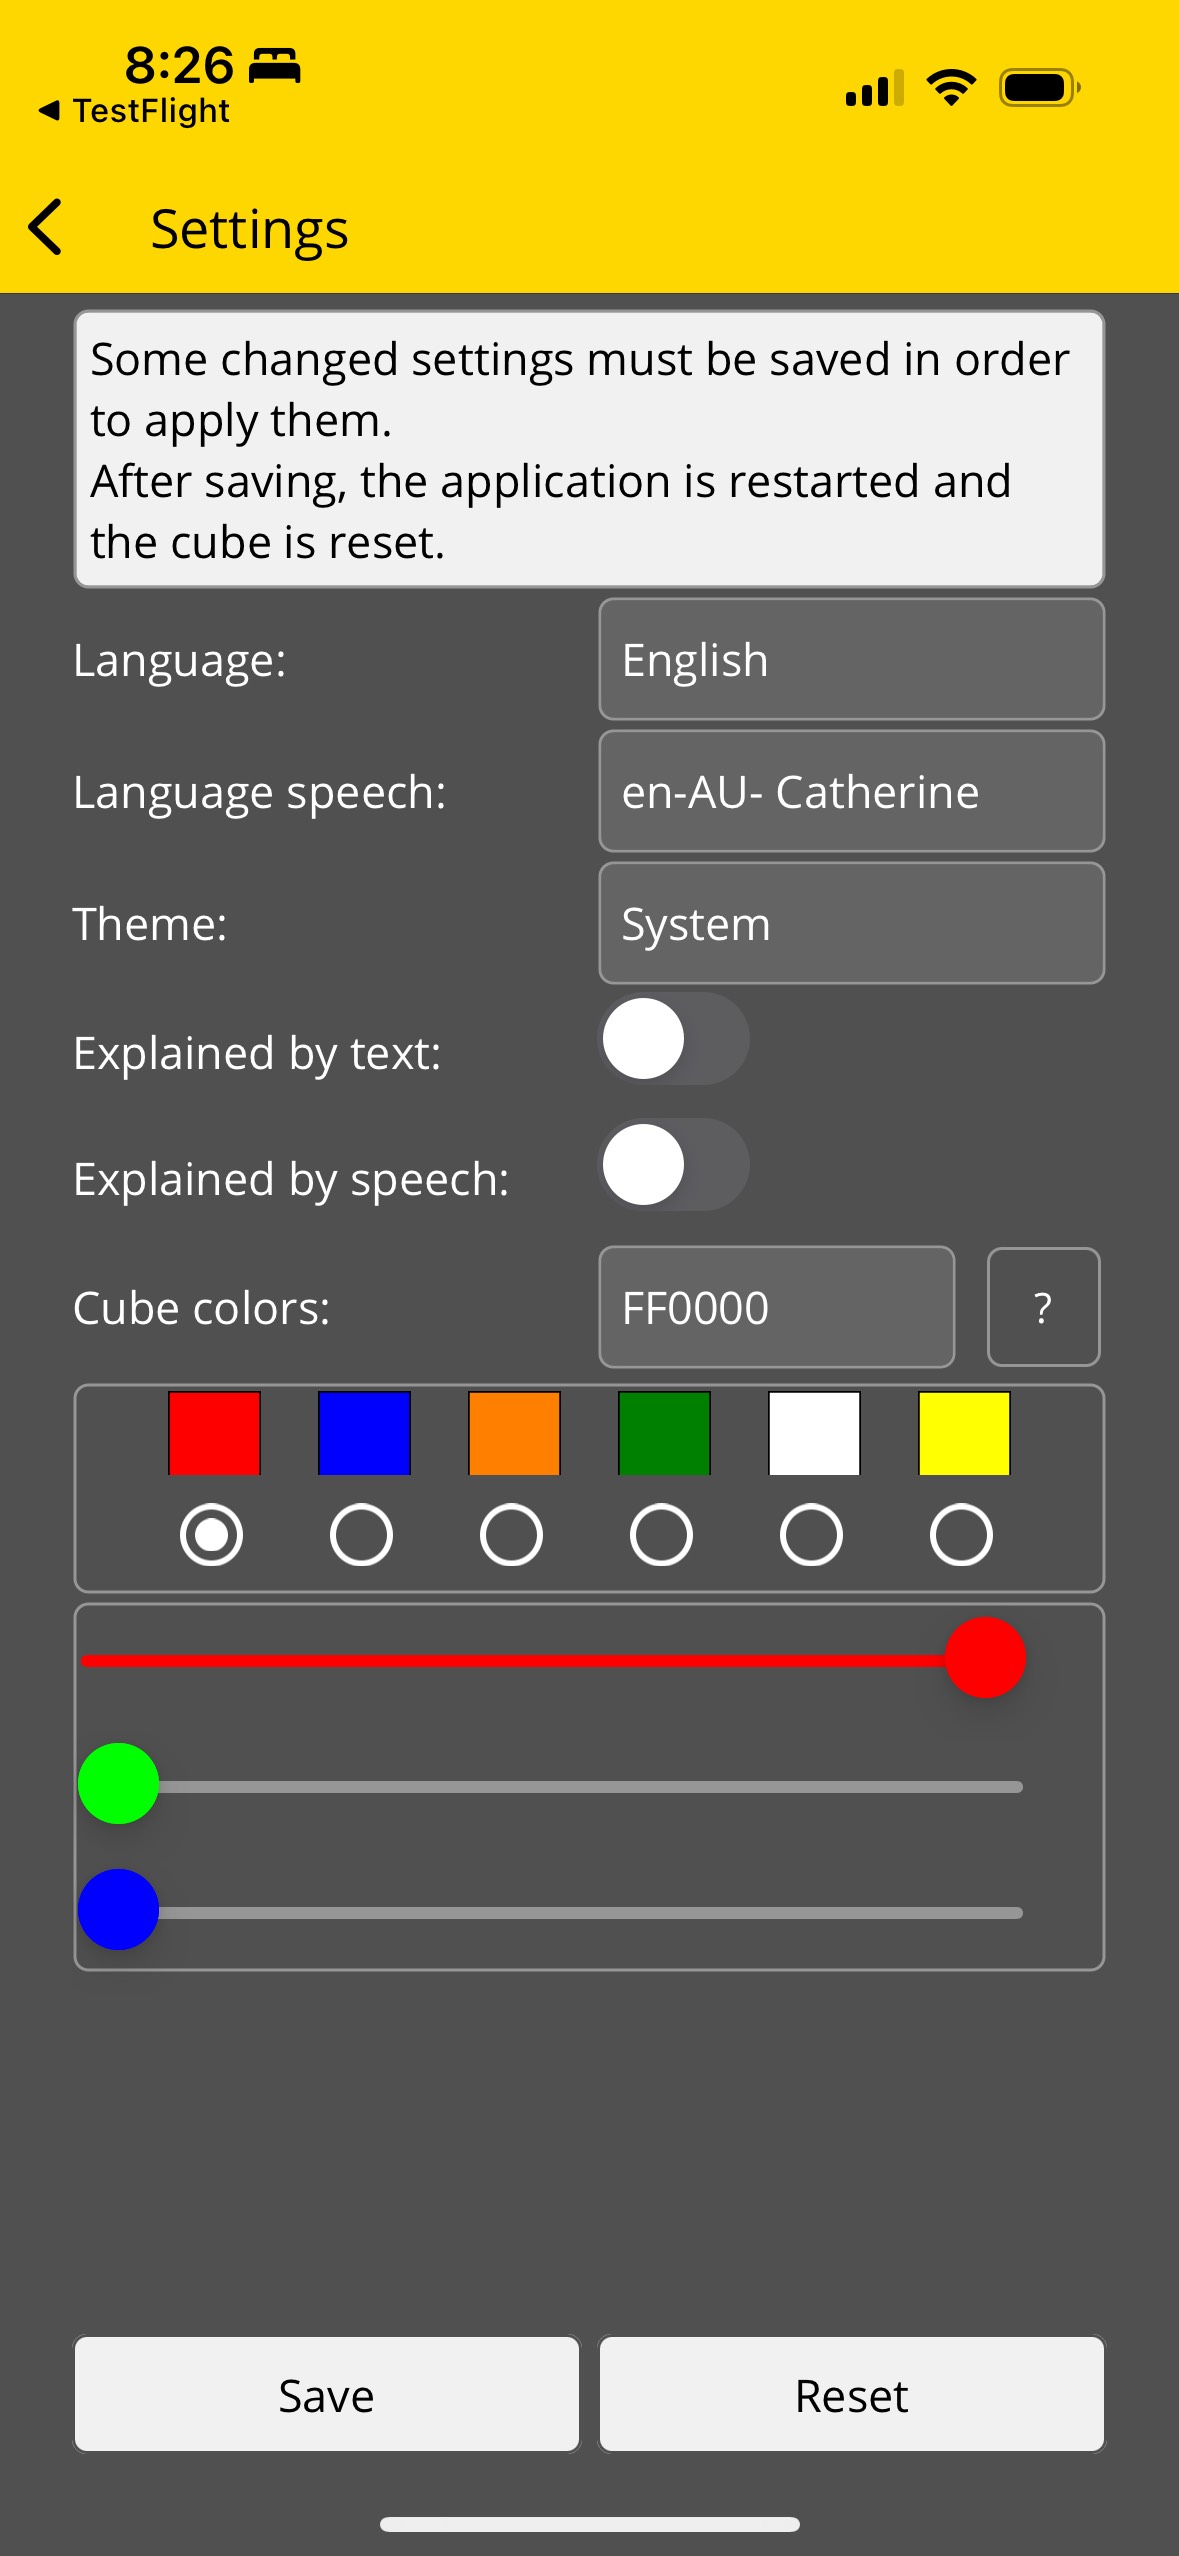 8:26
◀ TestFlight
Settings
Some changed settings must be saved in order
to apply them.
After saving, the application is restarted and
the cube is reset.
Language:
English
Language speech:
en-AU- Catherine
Theme:
System
Explained by text:
Explained by speech:
Cube colors:
FF0000
?
Save
Reset